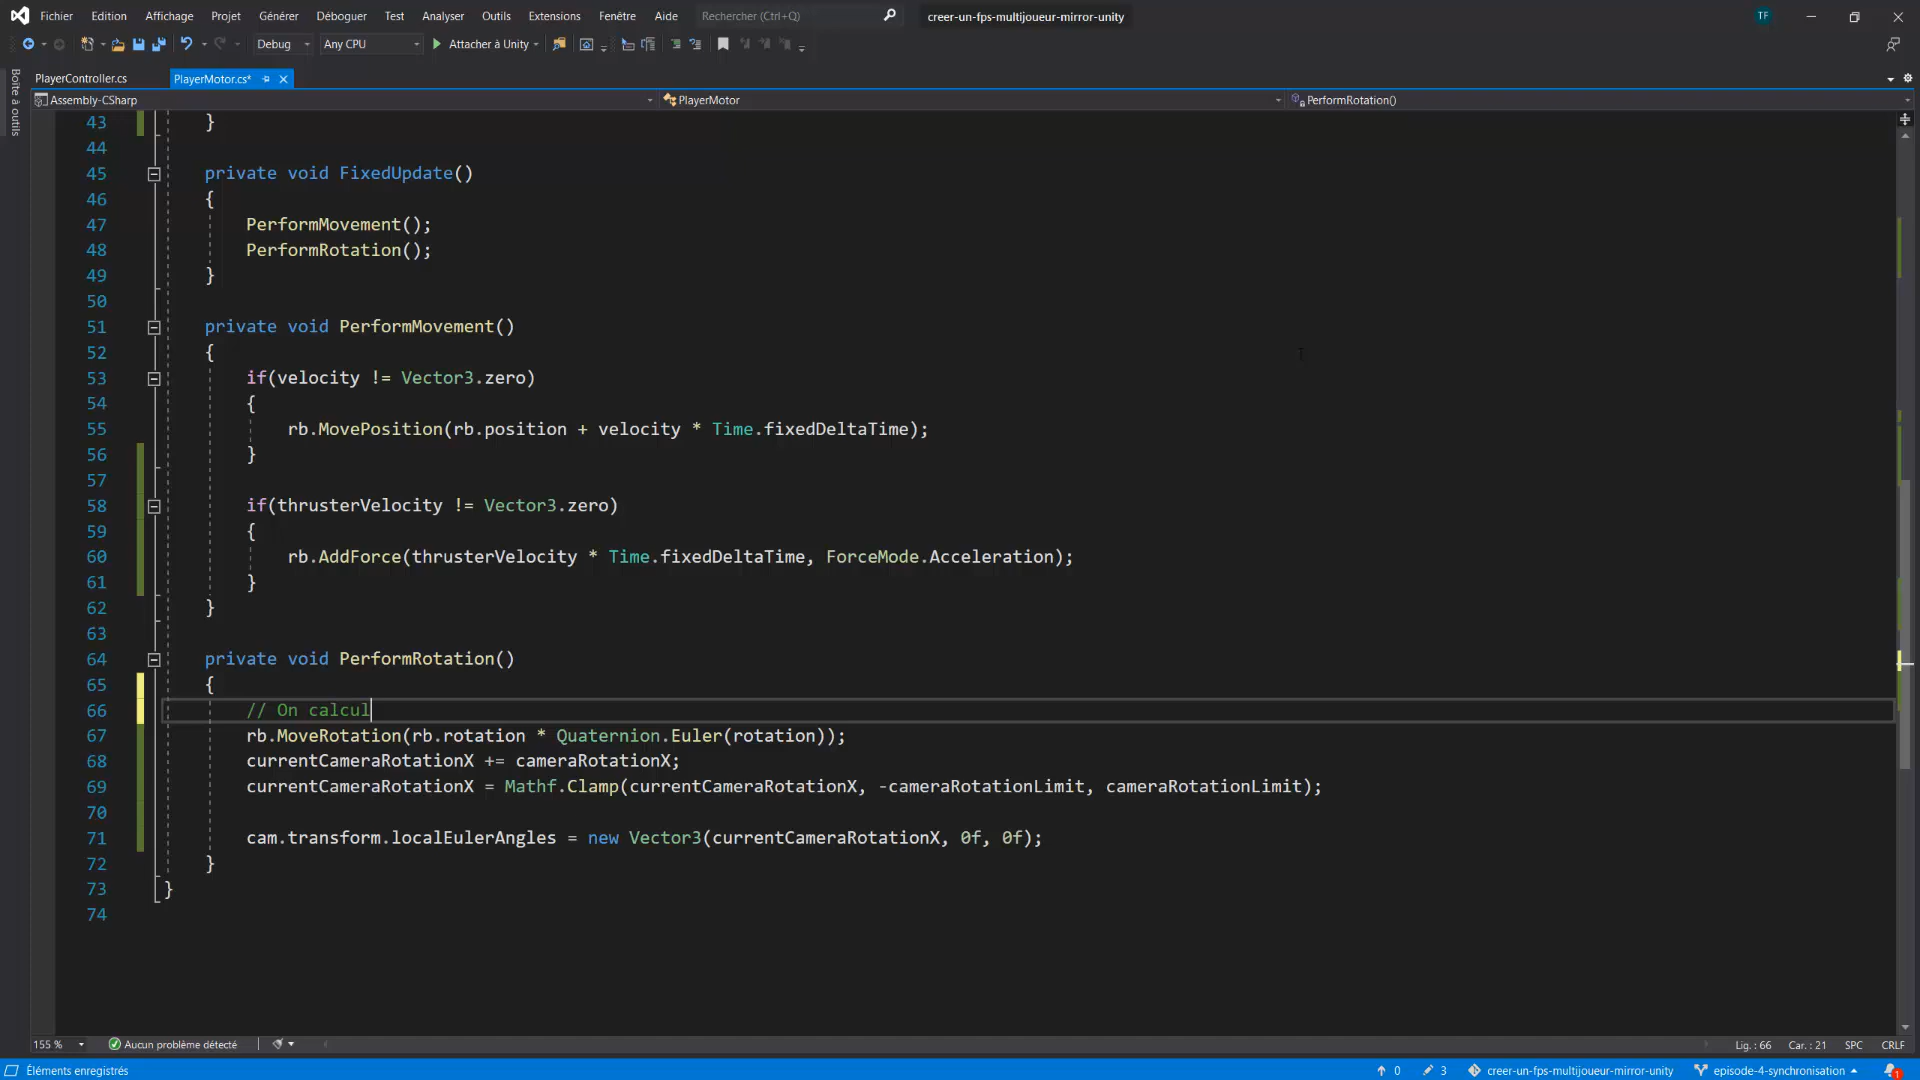 Fichier Edition Affichage Projet Générer Déboguer Test Analyser Outils Extensions Fenêtre Aide Rechercher (Ctrl+Q) creer-un-fps-multijoueur-mirror-unity TF
Debug Any CPU Attacher à Unity
Boîte à outils
PlayerController.cs PlayerMotor.cs*
Assembly-CSharp PlayerMotor PerformRotation()
43 }
44
45 private void FixedUpdate()
46 {
47 PerformMovement();
48 PerformRotation();
49 }
50
51 private void PerformMovement()
52 {
53 if(velocity != Vector3.zero)
54 {
55 rb.MovePosition(rb.position + velocity * Time.fixedDeltaTime);
56 }
57
58 if(thrusterVelocity != Vector3.zero)
59 {
60 rb.AddForce(thrusterVelocity * Time.fixedDeltaTime, ForceMode.Acceleration);
61 }
62 }
63
64 private void PerformRotation()
65 {
66 // On calcul
67 rb.MoveRotation(rb.rotation * Quaternion.Euler(rotation));
68 currentCameraRotationX += cameraRotationX;
69 currentCameraRotationX = Mathf.Clamp(currentCameraRotationX, -cameraRotationLimit, cameraRotationLimit);
70
71 cam.transform.localEulerAngles = new Vector3(currentCameraRotationX, 0f, 0f);
72 }
73 }
74
155 % Aucun problème détecté Lig. : 66 Car. : 21 SPC CRLF
Éléments enregistrés 0 3 creer-un-fps-multijoueur-mirror-unity episode-4-synchronisation 1